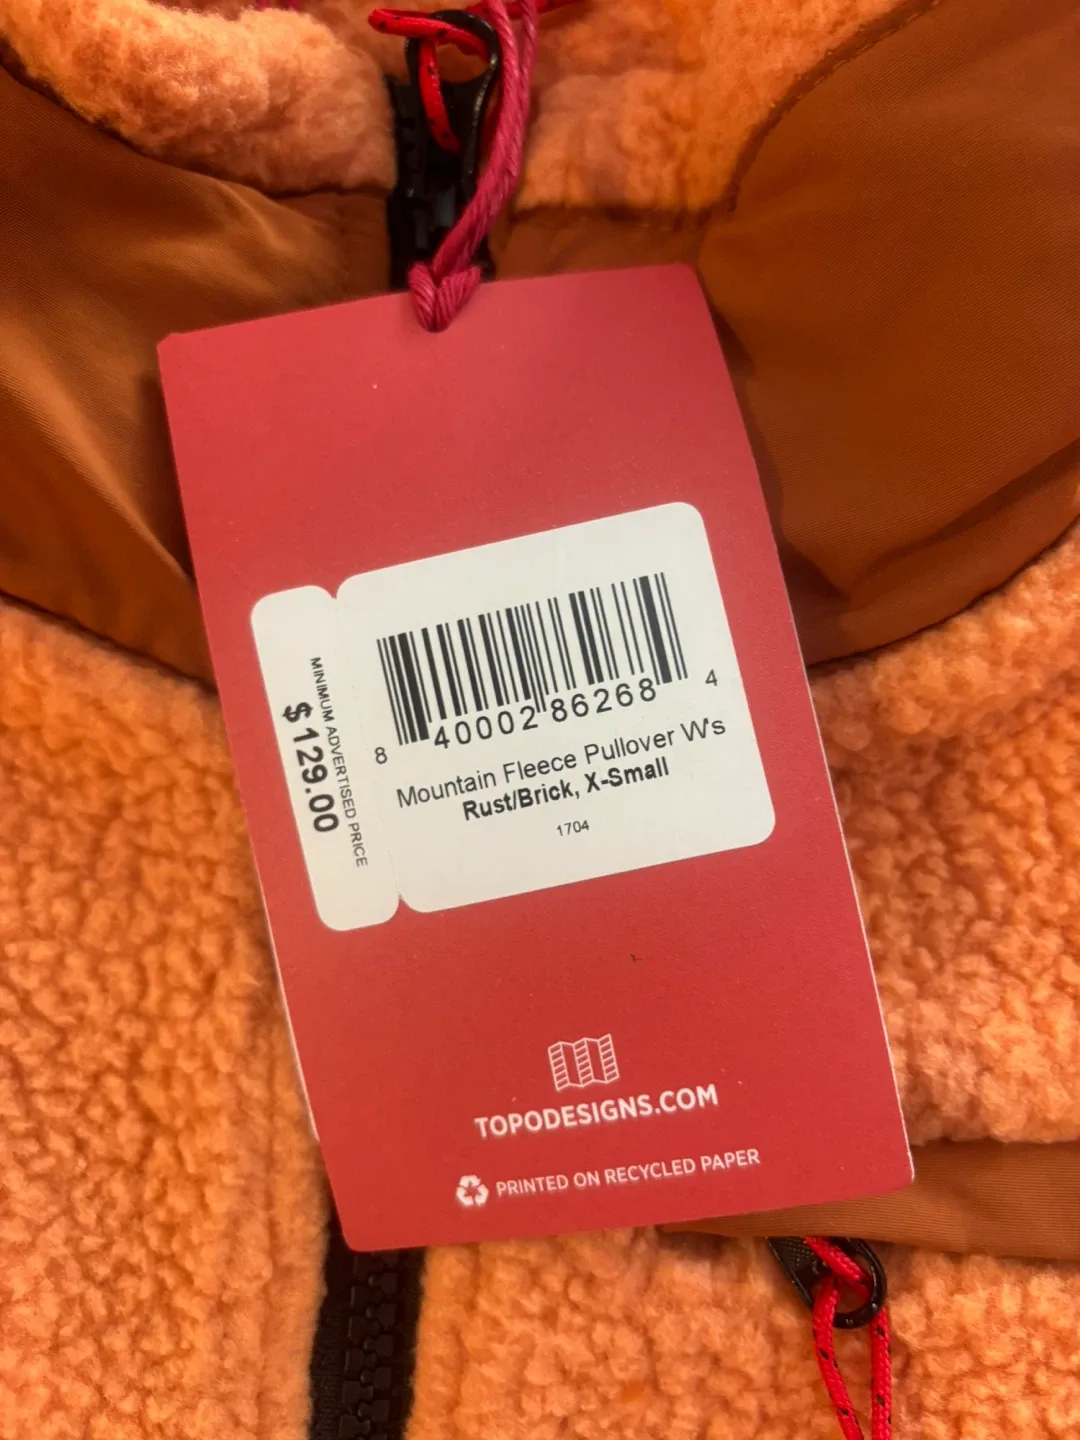 MINIMUM ADVERTISED PRICE
$129.00
8 40002 86268 4
Mountain Fleece Pullover W's
Rust/Brick, X-Small
1704
TOPODESIGNS.COM
PRINTED ON RECYCLED PAPER